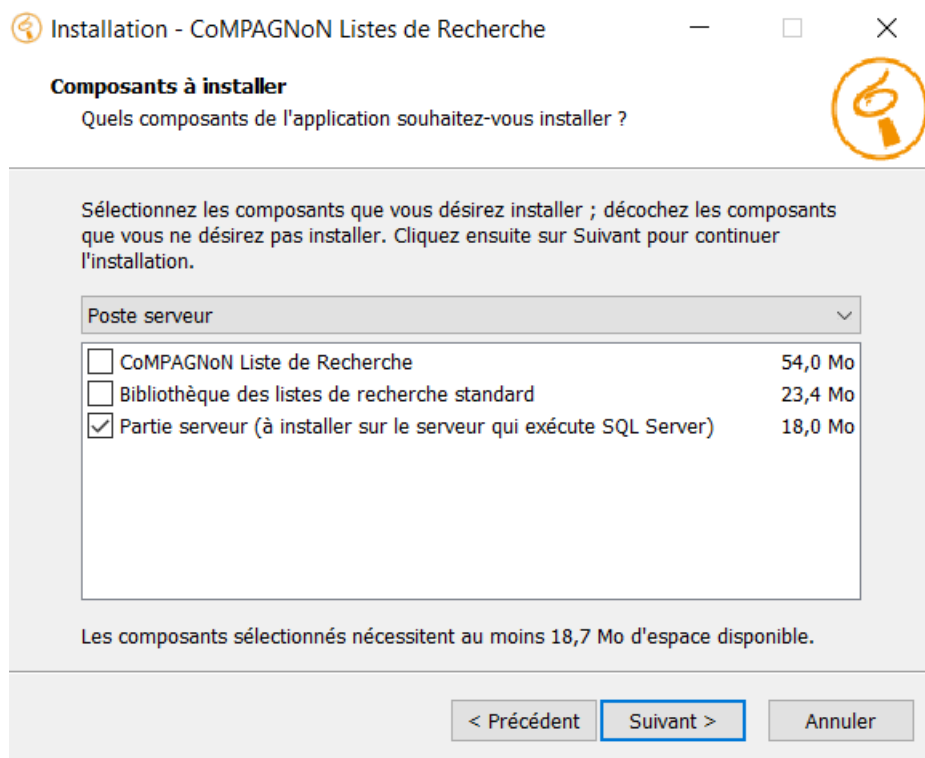 Installation - CoMPAGNoN Listes de Recherche
Composants à installer
Quels composants de l'application souhaitez-vous installer ?
Sélectionnez les composants que vous désirez installer ; décochez les composants
que vous ne désirez pas installer. Cliquez ensuite sur Suivant pour continuer
l'installation.
Poste serveur
CoMPAGNoN Liste de Recherche 54,0 Mo
Bibliothèque des listes de recherche standard 23,4 Mo
Partie serveur (à installer sur le serveur qui exécute SQL Server) 18,0 Mo
Les composants sélectionnés nécessitent au moins 18,7 Mo d'espace disponible.
< Précédent Suivant > Annuler